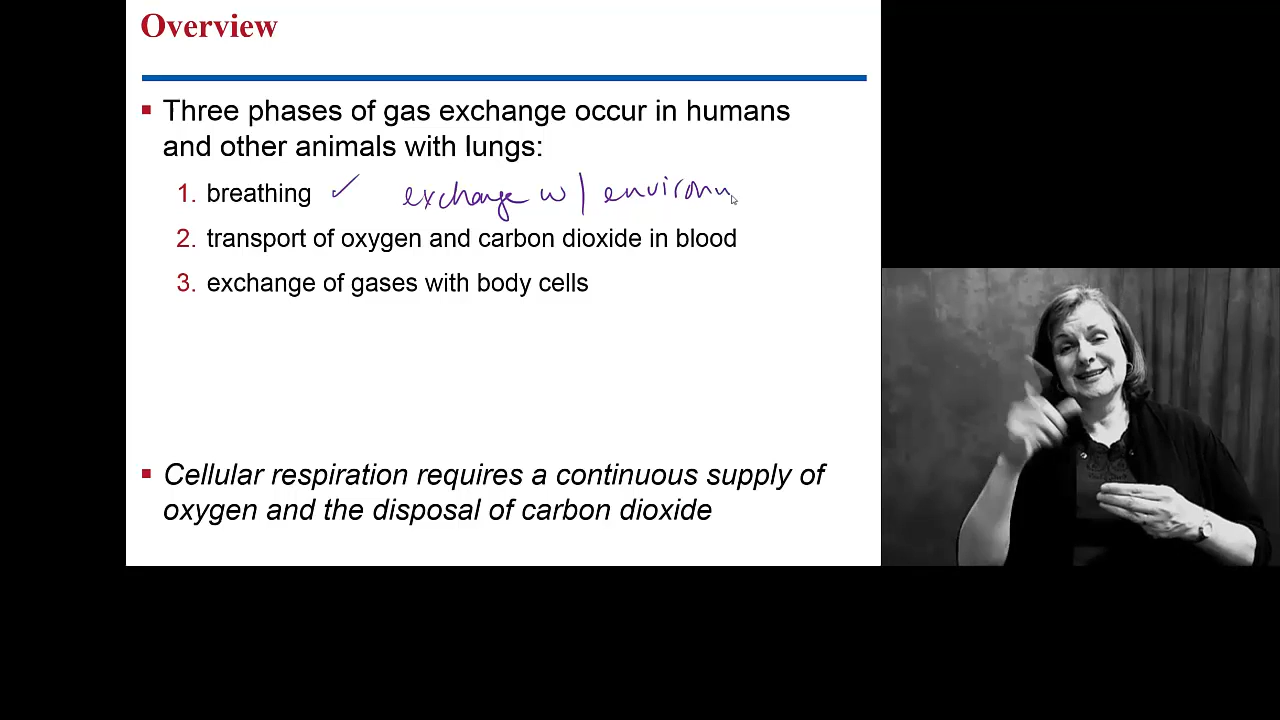 Overview
Three phases of gas exchange occur in humans
and other animals with lungs:
1. breathing ✓ exchange w/ environm
2. transport of oxygen and carbon dioxide in blood
3. exchange of gases with body cells
Cellular respiration requires a continuous supply of
oxygen and the disposal of carbon dioxide